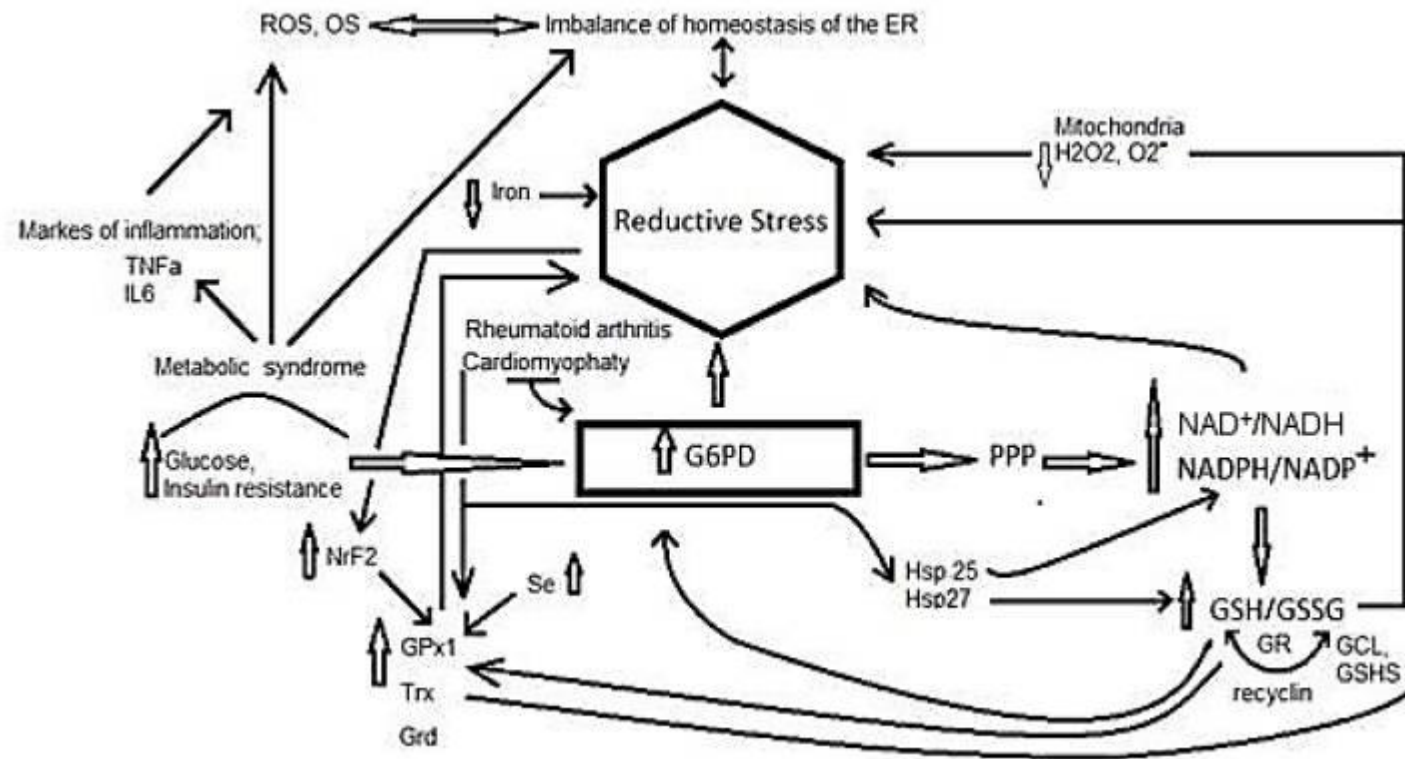 ROS, OS
Imbalance of homeostasis of the ER
Mitochondria
H2O2, O2⁻
Iron
Reductive Stress
Markes of inflammation;
TNFa
IL6
Rheumatoid arthritis
Cardiomyophaty
Metabolic syndrome
Glucose,
Insulin resistance
G6PD
PPP
NAD⁺/NADH
NADPH/NADP⁺
NrF2
Se
Hsp 25
Hsp27
GSH/GSSG
GPx1
GR
GCL,
GSHS
Trx
recyclin
Grd